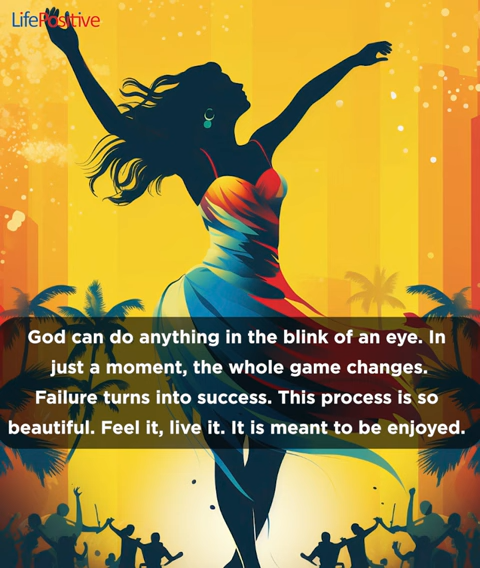 LifePositive
God can do anything in the blink of an eye. In
just a moment, the whole game changes.
Failure turns into success. This process is so
beautiful. Feel it, live it. It is meant to be enjoyed.